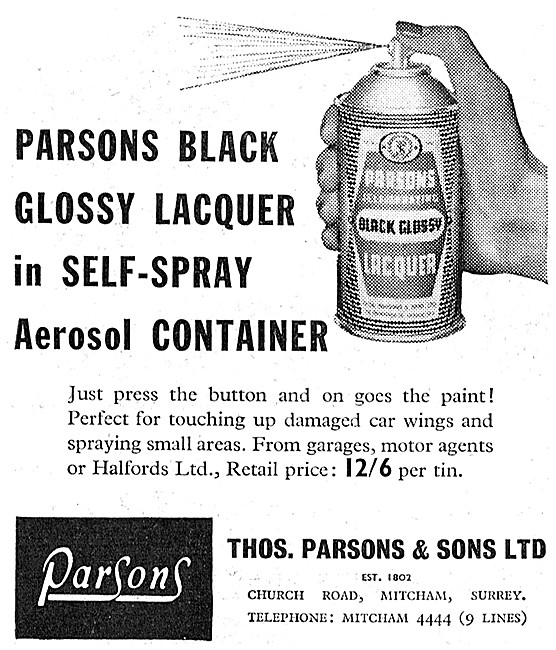 PARSONS BLACK
GLOSSY LACQUER
in SELF-SPRAY
Aerosol CONTAINER
PARSONS
BLACK GLOSSY
LACQUER
Just press the button and on goes the paint!
Perfect for touching up damaged car wings and
spraying small areas. From garages, motor agents
or Halfords Ltd., Retail price: 12/6 per tin.
Parsons
THOS. PARSONS & SONS LTD
EST. 1802
CHURCH ROAD, MITCHAM, SURREY.
TELEPHONE: MITCHAM 4444 (9 LINES)